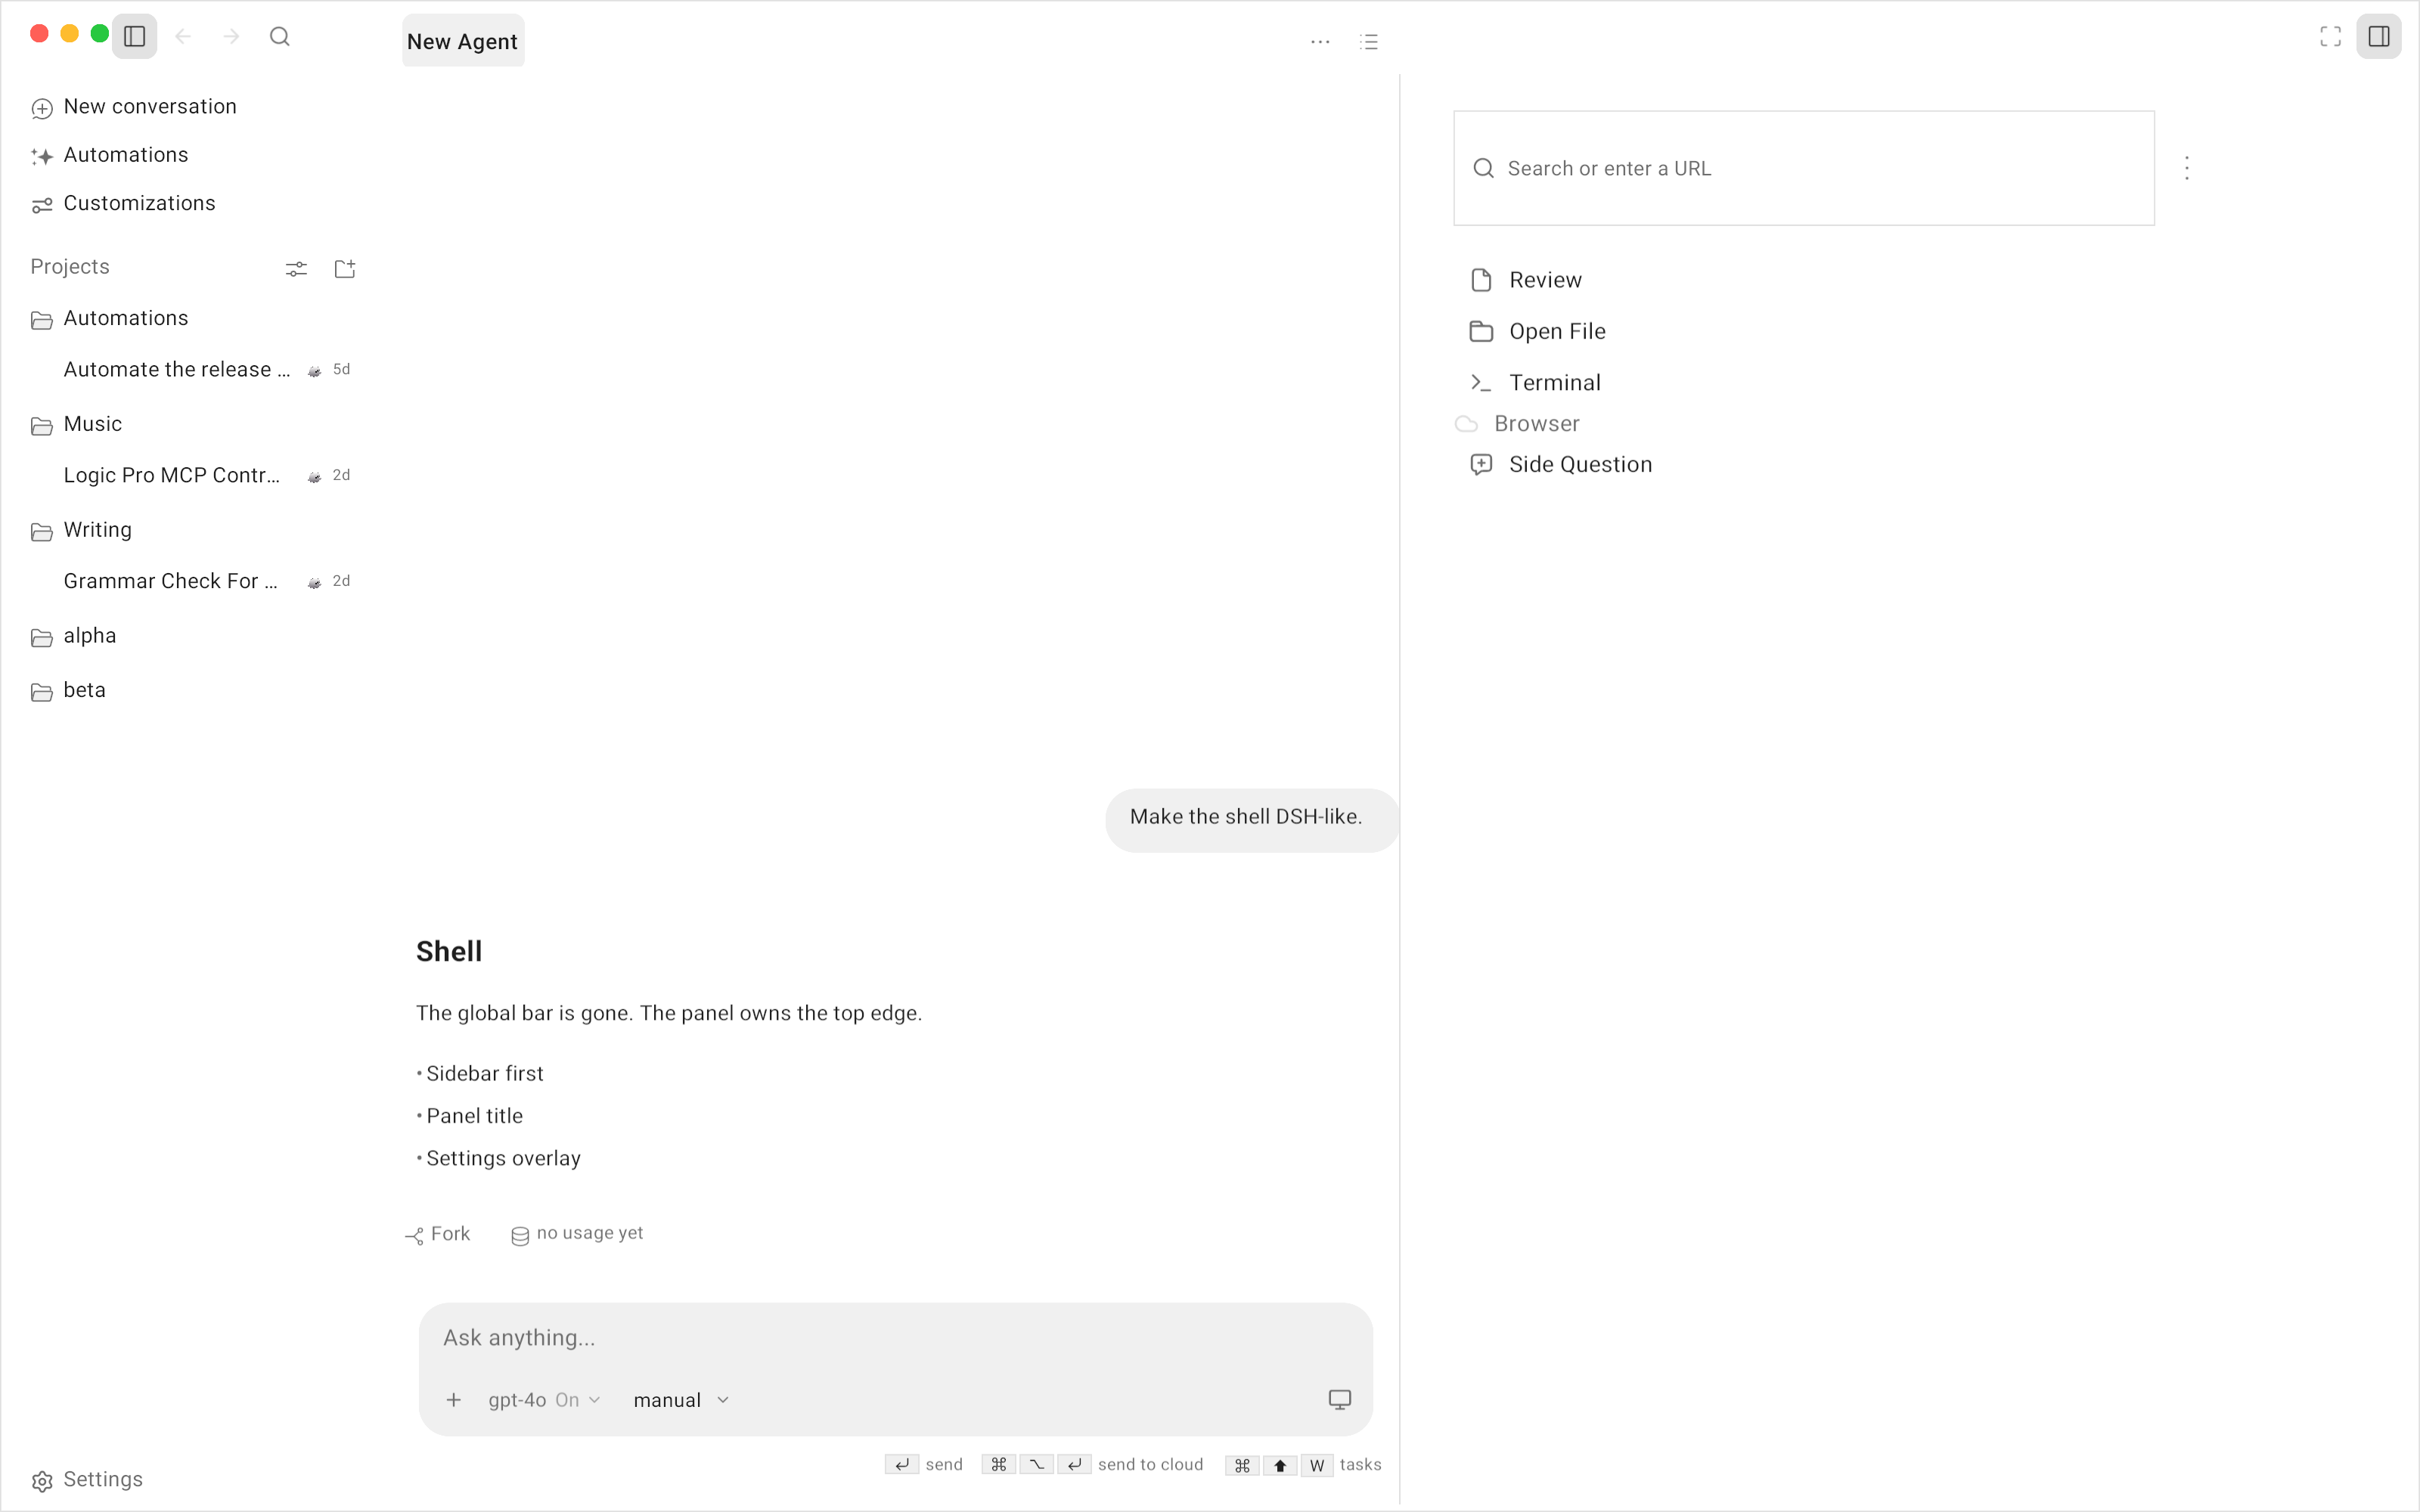 New Agent
New conversation
Automations
Customizations
Projects
Automations
Automate the release ... 5d
Music
Logic Pro MCP Contr... 2d
Writing
Grammar Check For ... 2d
alpha
beta
Settings
Make the shell DSH-like.
Shell
The global bar is gone. The panel owns the top edge.
• Sidebar first
• Panel title
• Settings overlay
Fork no usage yet
Ask anything...
gpt-4o On manual
↵ send ⌘ ⌥ ↵ send to cloud ⌘ ⬆ W tasks
Search or enter a URL
Review
Open File
Terminal
Browser
Side Question